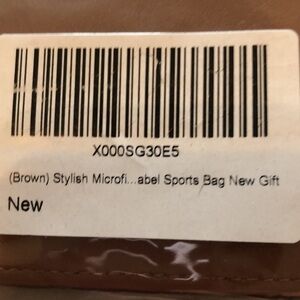 X000SG30E5
(Brown) Stylish Microfi...abel Sports Bag New Gift
New